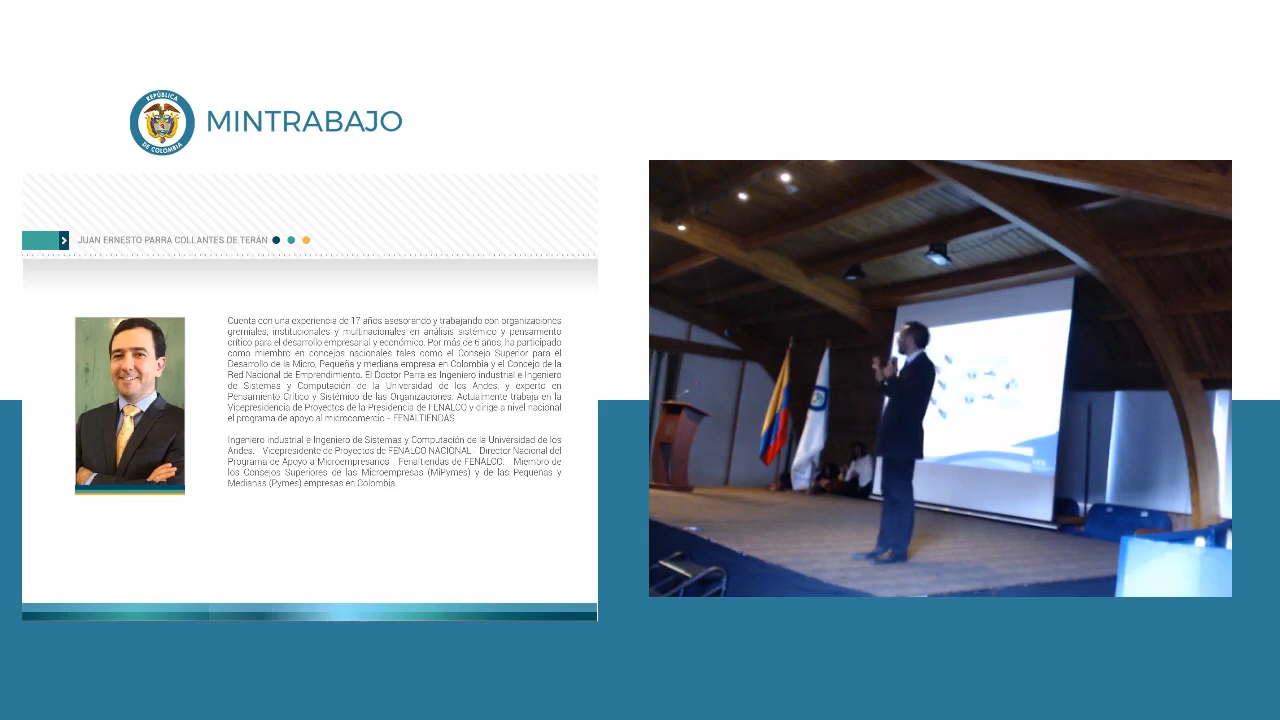 REPÚBLICA
DE COLOMBIA
MINTRABAJO
JUAN ERNESTO PARRA COLLANTES DE TERÁN
Cuenta con una experiencia de 17 años asesorando y trabajando con organizaciones
gremiales, institucionales y multinacionales en análisis sistémico y pensamiento
crítico para el desarrollo empresarial y económico. Por más de 6 anos, ha participado
como miembro en concejos nacionales tales como el Consejo Superior para el
Desarrollo de la Micro, Pequeña y mediana empresa en Colombia y el Concejo de la
Red Nacional de Emprendimiento. El Doctor Parra es Ingeniero industrial e Ingeniero
de Sistemas y Computación de la Universidad de los Andes, y experto en
Pensamiento Crítico y Sistémico de las Organizaciones. Actualmente trabaja en la
Vicepresidencia de Proyectos de la Presidencia de FENALCO y dirige a nivel nacional
el programa de apoyo al microcomercio - FENALTIENDAS.
Ingeniero industrial e Ingeniero de Sistemas y Computación de la Universidad de los
Andes. Vicepresidente de Proyectos de FENALCO NACIONAL Director Nacional del
Programa de Apoyo a Microempresarios Fenaltiendas de FENALCO. Miembro de
los Consejos Superiores de las Microempresas (MiPymes) y de las Pequeñas y
Medianas (Pymes) empresas en Colombia.